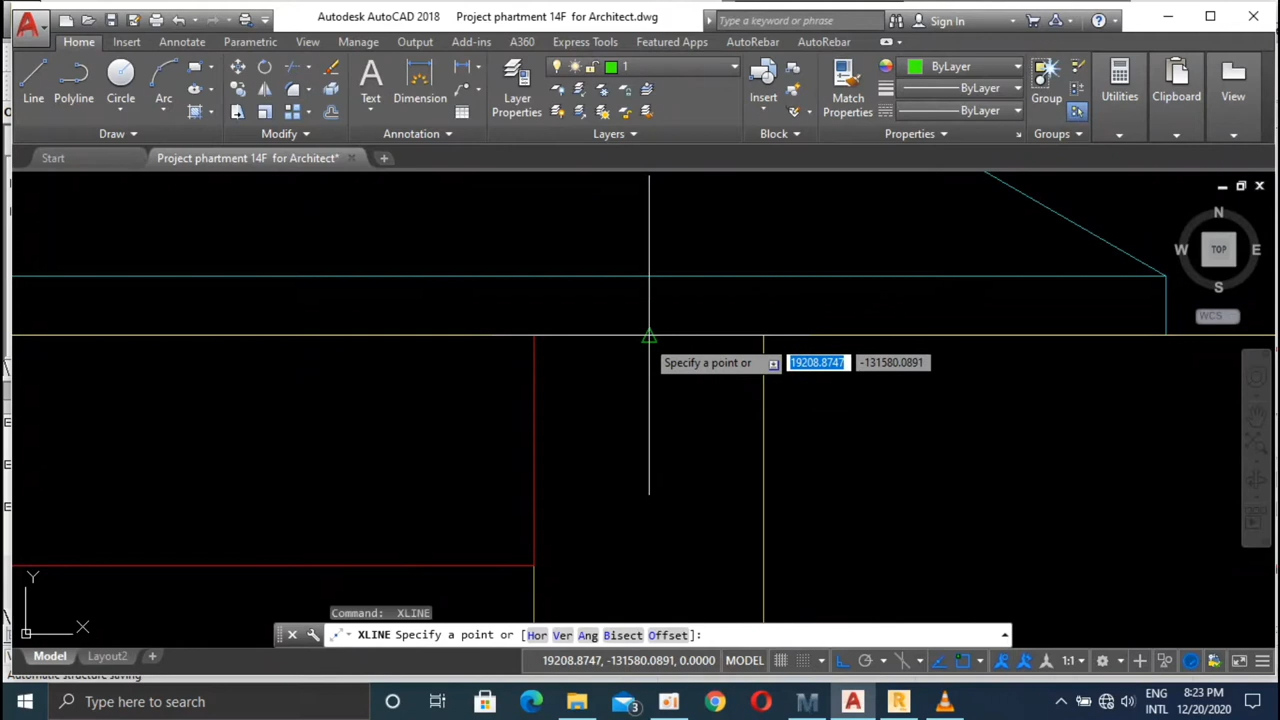 Autodesk AutoCAD 2018 Project phartment 14F for Architect.dwg
Type a keyword or phrase
Sign In
Home Insert Annotate Parametric View Manage Output Add-ins A360 Express Tools Featured Apps AutoRebar AutoRebar
1
ByLayer
ByLayer
ByLayer
Line Polyline Circle Arc Text Dimension Layer Properties Insert Match Properties Group Utilities Clipboard View
Draw Modify Annotation Layers Block Properties Groups
Start Project phartment 14F for Architect*
N
W TOP E
S
WCS
Specify a point or 19208.8747 -131580.0891
Y
X
Command: XLINE
XLINE Specify a point or [Hor Ver Ang Bisect Offset]:
Model Layout2 19208.8747, -131580.0891, 0.0000 MODEL 1:1
Automatic structure saving
Type here to search
3
ENG
INTL
8:23 PM
12/20/2020